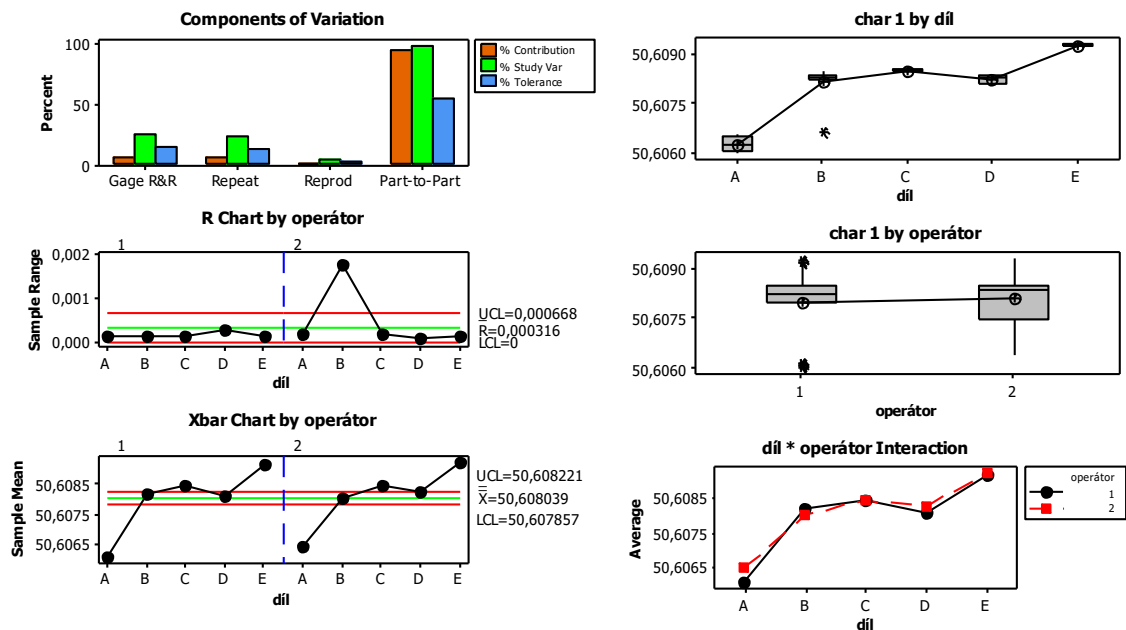 Components of Variation
100
50
0
Percent
Gage R&R Repeat Reprod Part-to-Part
% Contribution
% Study Var
% Tolerance
R Chart by operátor
1 2
0,002
0,001
0,000
Sample Range
UCL=0,000668
R=0,000316
LCL=0
A B C D E A B C D E
díl
Xbar Chart by operátor
1 2
50,6085
50,6075
50,6065
Sample Mean
UCL=50,608221
X=50,608039
LCL=50,607857
A B C D E A B C D E
díl
char 1 by díl
50,6090
50,6075
50,6060
A B C D E
díl
char 1 by operátor
50,6090
50,6075
50,6060
1 2
operátor
díl * operátor Interaction
50,6085
50,6075
50,6065
Average
A B C D E
díl
operátor
1
2